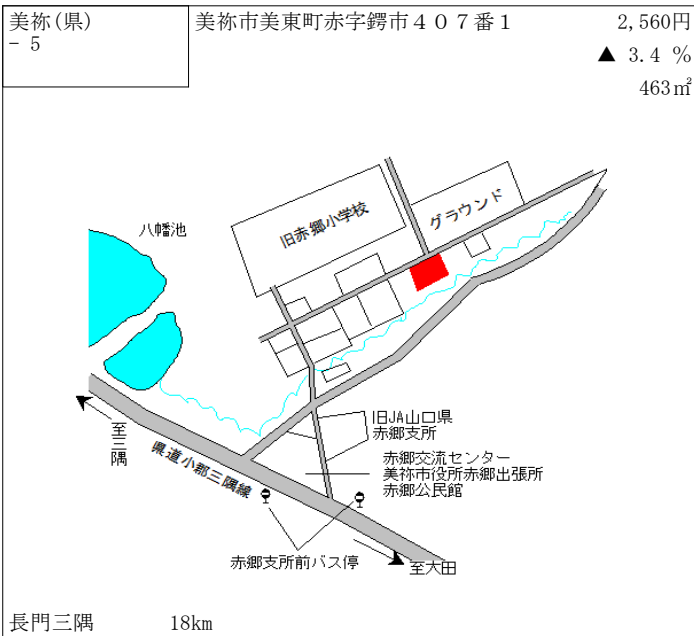 美祢(県)
- 5
美祢市美東町赤字鍔市４０７番１
2,560円
▲ 3.4 %
463㎡
旧赤郷小学校
グラウンド
八幡池
至三隅
県道小郡三隅線
旧JA山口県
赤郷支所
赤郷交流センター
美祢市役所赤郷出張所
赤郷公民館
赤郷支所前バス停
至大田
長門三隅
18km